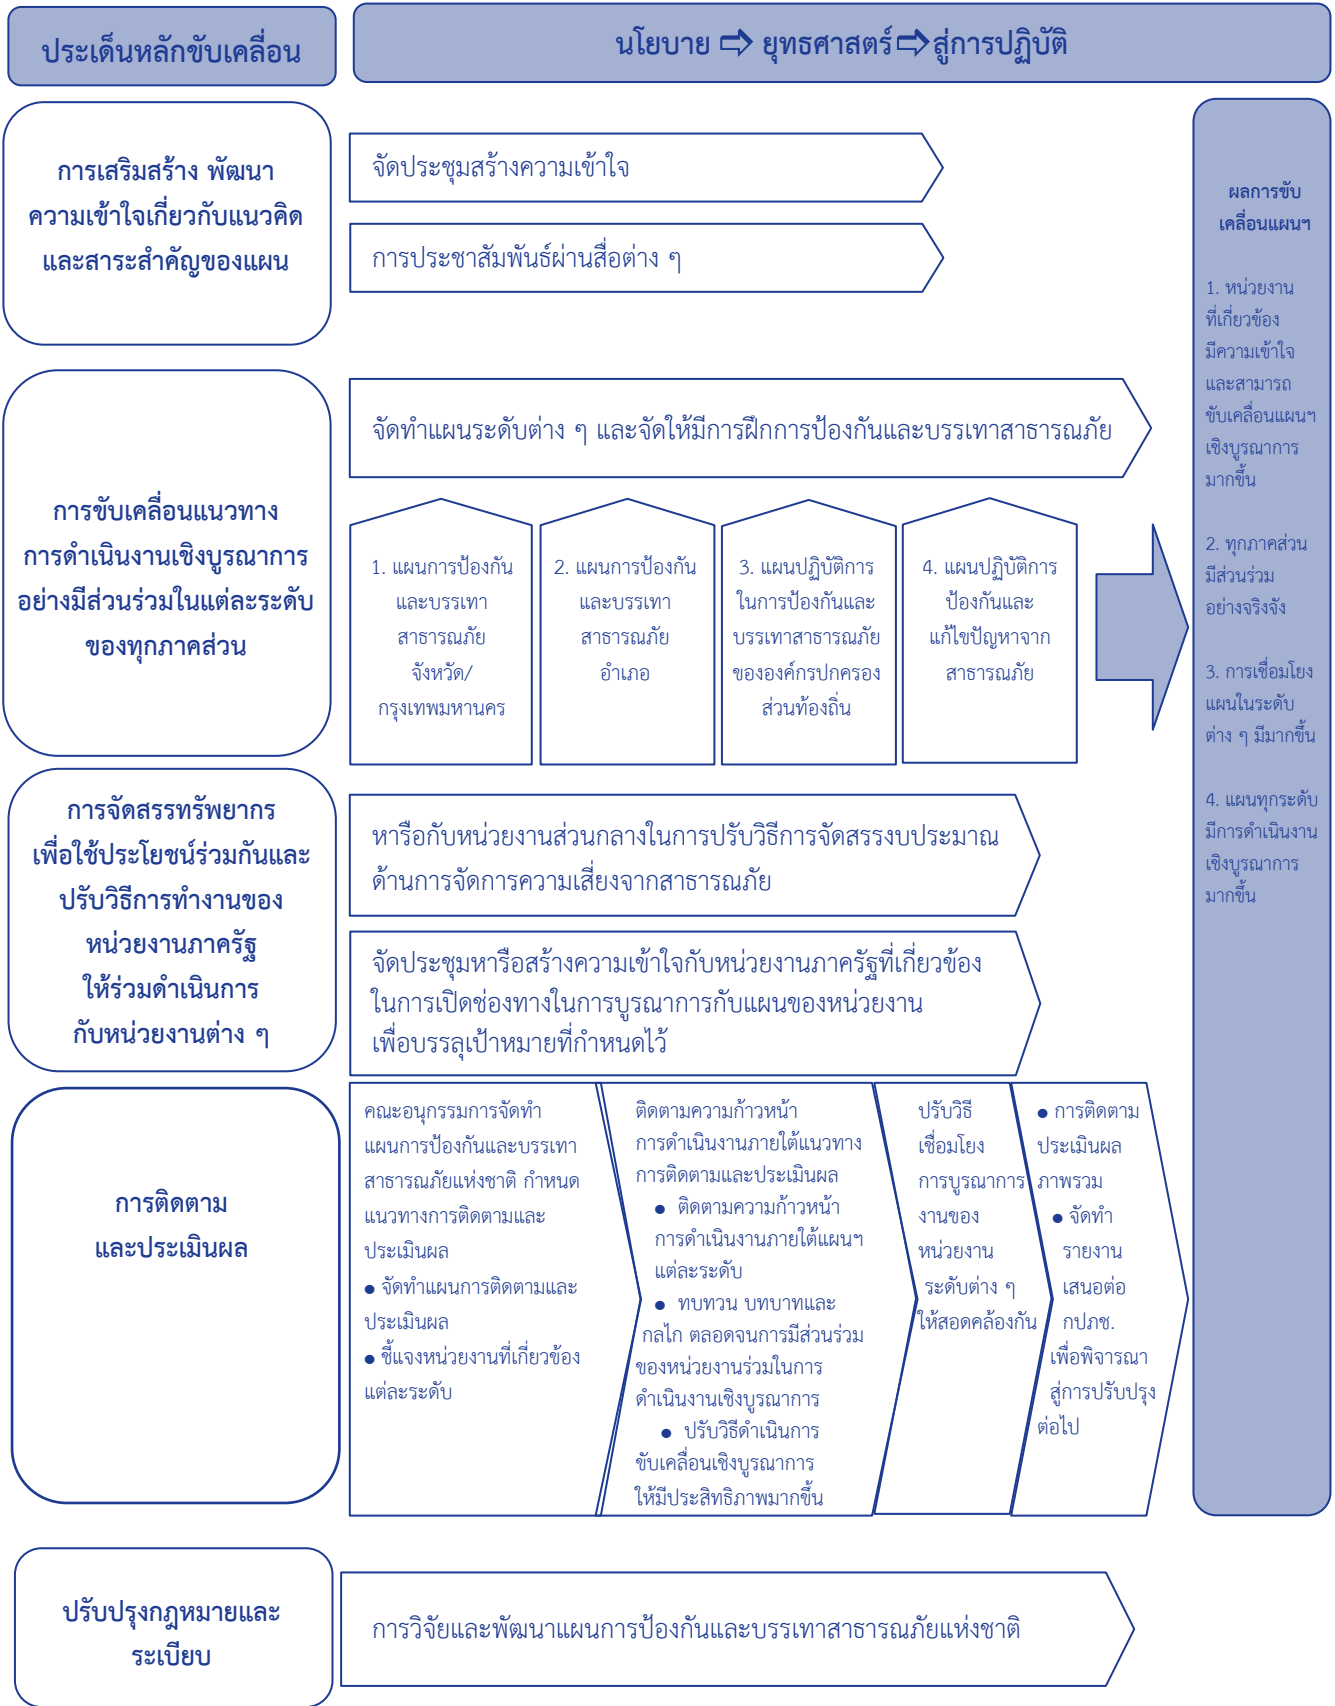 ประเด็นหลักขับเคลื่อน
นโยบาย ⇨ ยุทธศาสตร์ ⇨ สู่การปฏิบัติ
การเสริมสร้าง พัฒนา
ความเข้าใจเกี่ยวกับแนวคิด
และสาระสำคัญของแผน
จัดประชุมสร้างความเข้าใจ
การประชาสัมพันธ์ผ่านสื่อต่าง ๆ
การขับเคลื่อนแนวทาง
การดำเนินงานเชิงบูรณาการ
อย่างมีส่วนร่วมในแต่ละระดับ
ของทุกภาคส่วน
จัดทำแผนระดับต่าง ๆ และจัดให้มีการฝึกการป้องกันและบรรเทาสาธารณภัย
1. แผนการป้องกัน
และบรรเทา
สาธารณภัย
จังหวัด/
กรุงเทพมหานคร
2. แผนการป้องกัน
และบรรเทา
สาธารณภัย
อำเภอ
3. แผนปฏิบัติการ
ในการป้องกันและ
บรรเทาสาธารณภัย
ขององค์กรปกครอง
ส่วนท้องถิ่น
4. แผนปฏิบัติการ
ป้องกันและ
แก้ไขปัญหาจาก
สาธารณภัย
การจัดสรรทรัพยากร
เพื่อใช้ประโยชน์ร่วมกันและ
ปรับวิธีการทำงานของ
หน่วยงานภาครัฐ
ให้ร่วมดำเนินการ
กับหน่วยงานต่าง ๆ
หารือกับหน่วยงานส่วนกลางในการปรับวิธีการจัดสรรงบประมาณ
ด้านการจัดการความเสี่ยงจากสาธารณภัย
จัดประชุมหารือสร้างความเข้าใจกับหน่วยงานภาครัฐที่เกี่ยวข้อง
ในการเปิดช่องทางในการบูรณาการกับแผนของหน่วยงาน
เพื่อบรรลุเป้าหมายที่กำหนดไว้
การติดตาม
และประเมินผล
คณะอนุกรรมการจัดทำ
แผนการป้องกันและบรรเทา
สาธารณภัยแห่งชาติ กำหนด
แนวทางการติดตามและ
ประเมินผล
● จัดทำแผนการติดตามและ
ประเมินผล
● ชี้แจงหน่วยงานที่เกี่ยวข้อง
แต่ละระดับ
ติดตามความก้าวหน้า
การดำเนินงานภายใต้แนวทาง
การติดตามและประเมินผล
● ติดตามความก้าวหน้า
การดำเนินงานภายใต้แผนฯ
แต่ละระดับ
● ทบทวน บทบาทและ
กลไก ตลอดจนการมีส่วนร่วม
ของหน่วยงานร่วมในการ
ดำเนินงานเชิงบูรณาการ
● ปรับวิธีดำเนินการ
ขับเคลื่อนเชิงบูรณาการ
ให้มีประสิทธิภาพมากขึ้น
ปรับวิธี
เชื่อมโยง
การบูรณาการ
งานของ
หน่วยงาน
ระดับต่าง ๆ
ให้สอดคล้องกัน
● การติดตาม
ประเมินผล
ภาพรวม
● จัดทำ
รายงาน
เสนอต่อ
กปภช.
เพื่อพิจารณา
สู่การปรับปรุง
ต่อไป
ปรับปรุงกฎหมายและ
ระเบียบ
การวิจัยและพัฒนาแผนการป้องกันและบรรเทาสาธารณภัยแห่งชาติ
ผลการขับ
เคลื่อนแผนฯ
1. หน่วยงาน
ที่เกี่ยวข้อง
มีความเข้าใจ
และสามารถ
ขับเคลื่อนแผนฯ
เชิงบูรณาการ
มากขึ้น
2. ทุกภาคส่วน
มีส่วนร่วม
อย่างจริงจัง
3. การเชื่อมโยง
แผนในระดับ
ต่าง ๆ มีมากขึ้น
4. แผนทุกระดับ
มีการดำเนินงาน
เชิงบูรณาการ
มากขึ้น